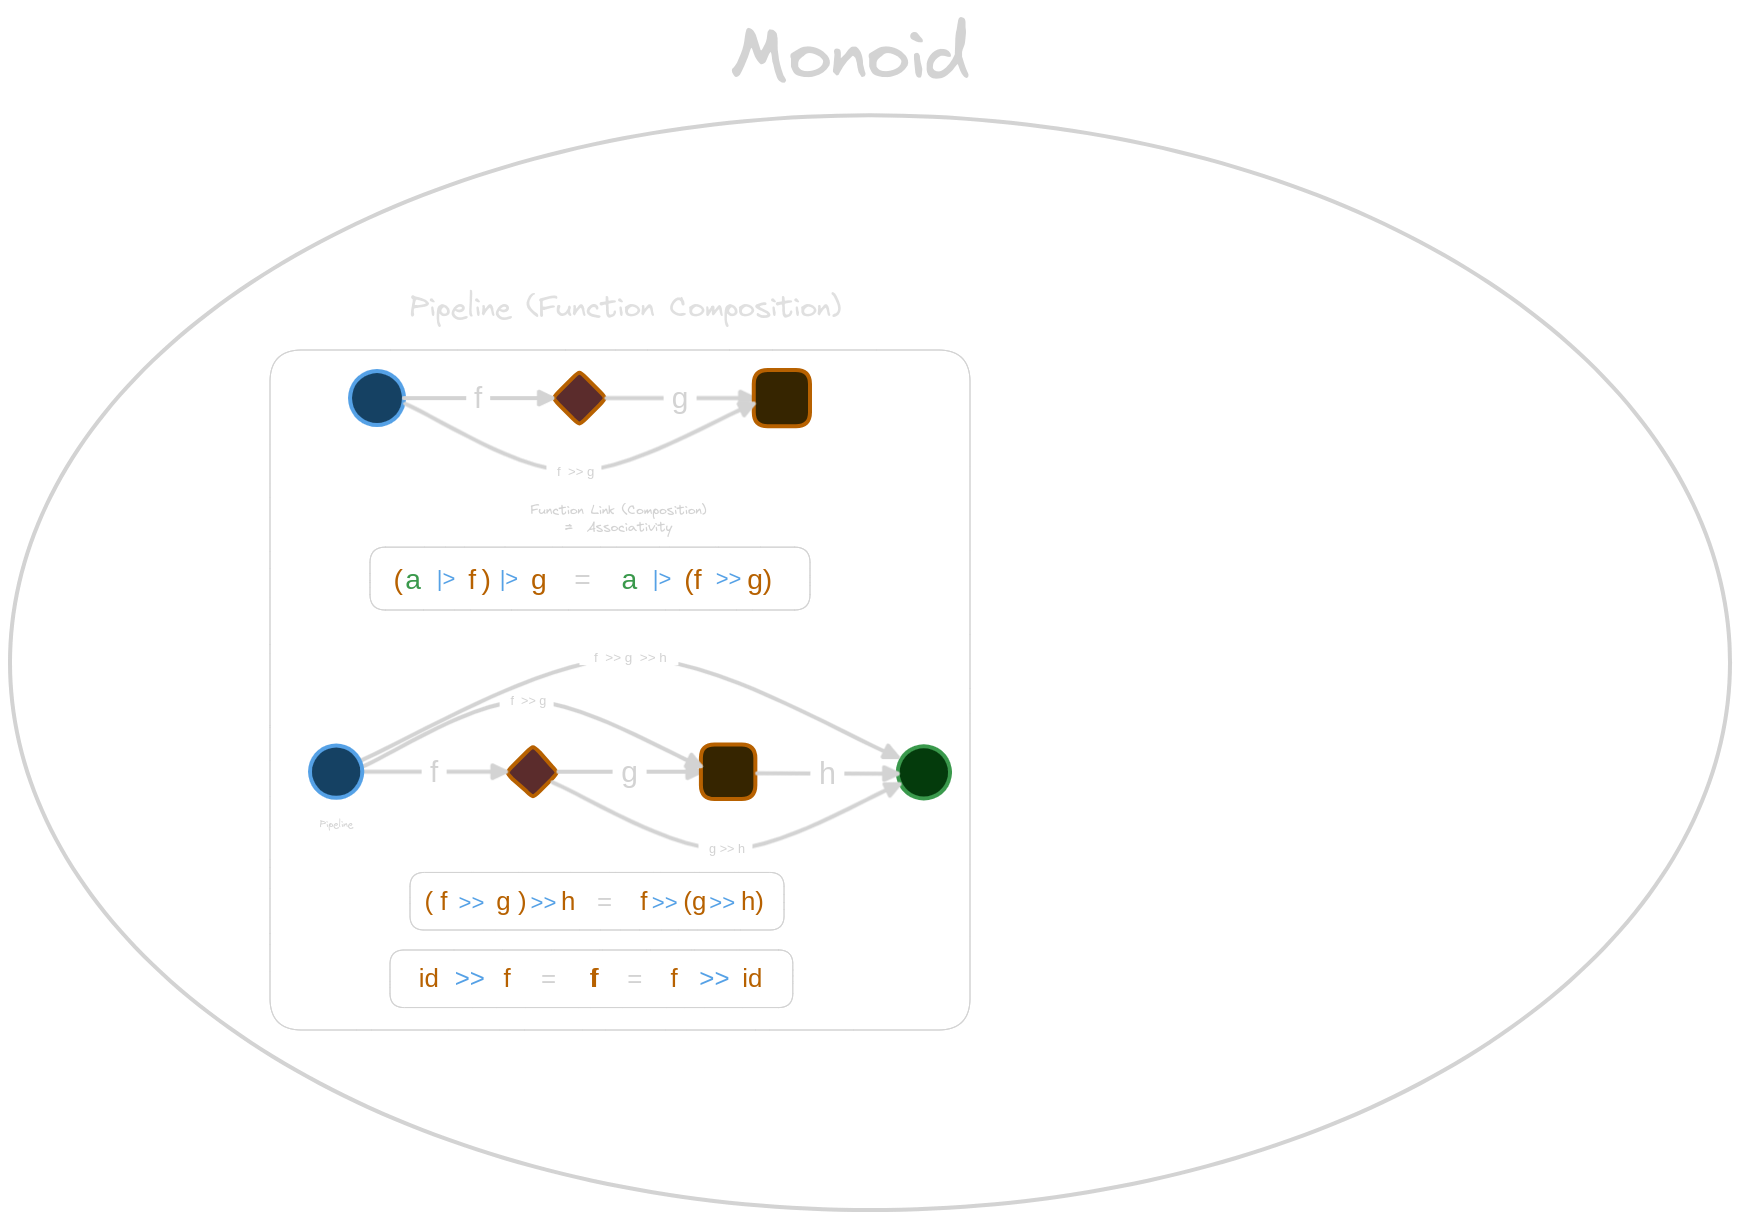 Monoid
Pipeline (Function Composition)
f
g
f >> g
Function Link (Composition)
= Associativity
(a |> f) |> g = a |> (f >> g)
f >> g >> h
f >> g
f
g
h
Pipeline
g >> h
( f >> g ) >> h = f >> (g >> h)
id >> f = f = f >> id